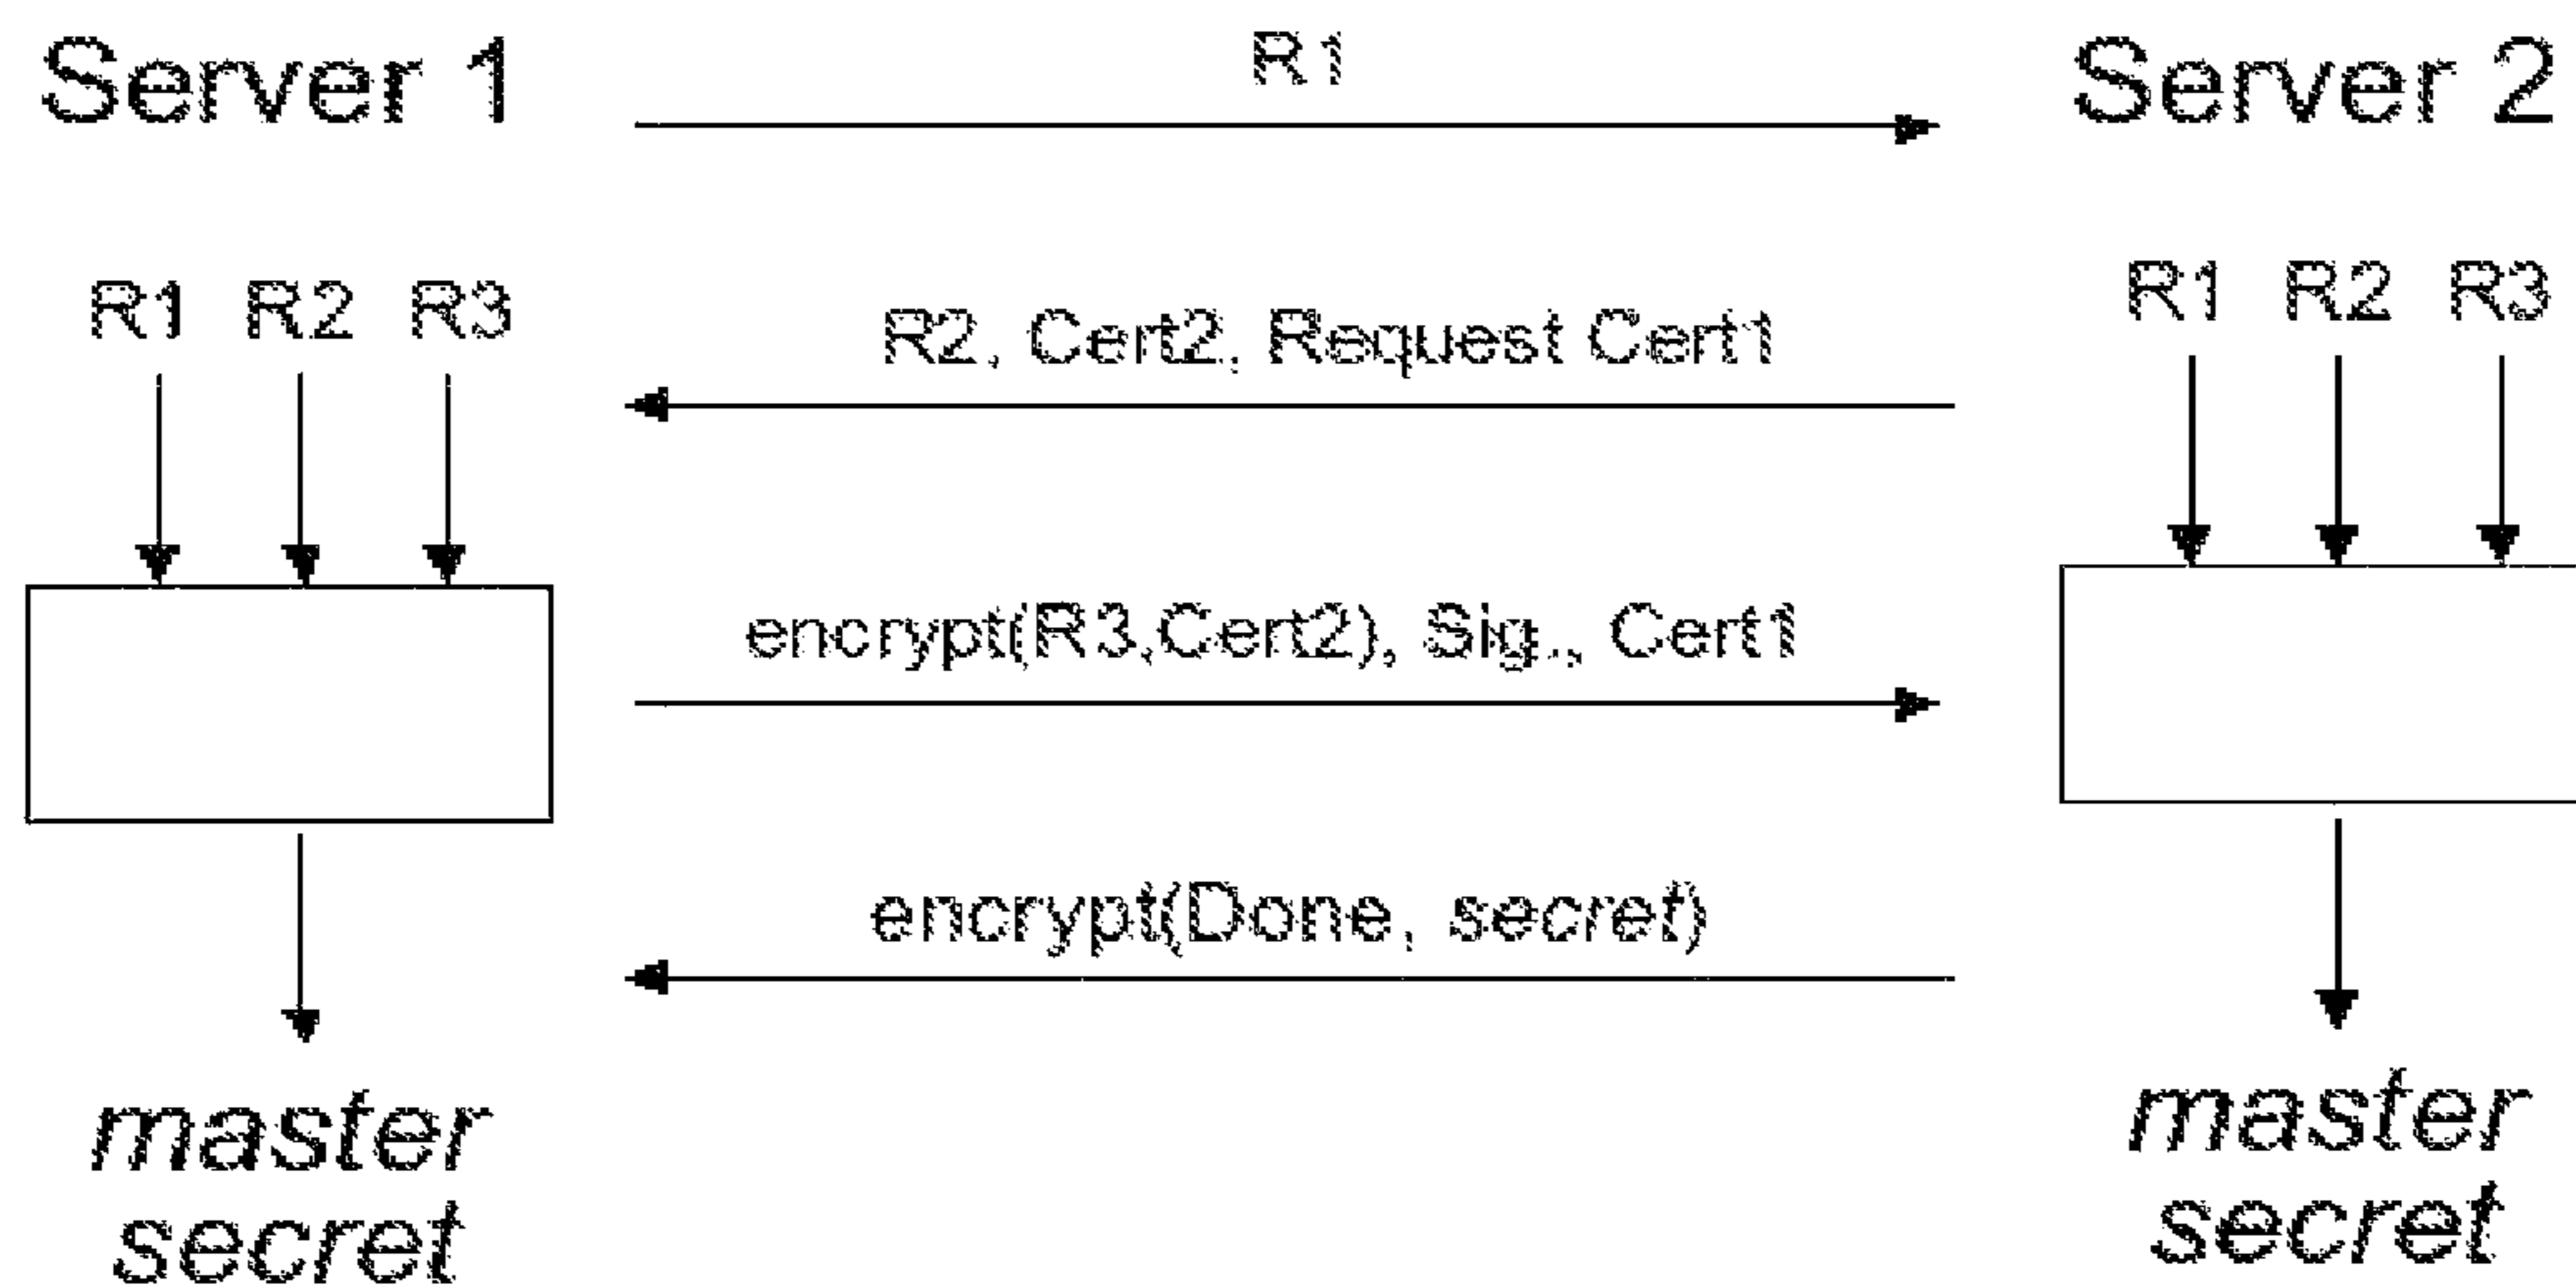 Server 1
R1
Server 2
R1 R2 R3
R2, Cert2, Request Cert1
R1 R2 R3
encrypt(R3,Cert2), Sig., Cert1
encrypt(Done, secret)
master
secret
master
secret